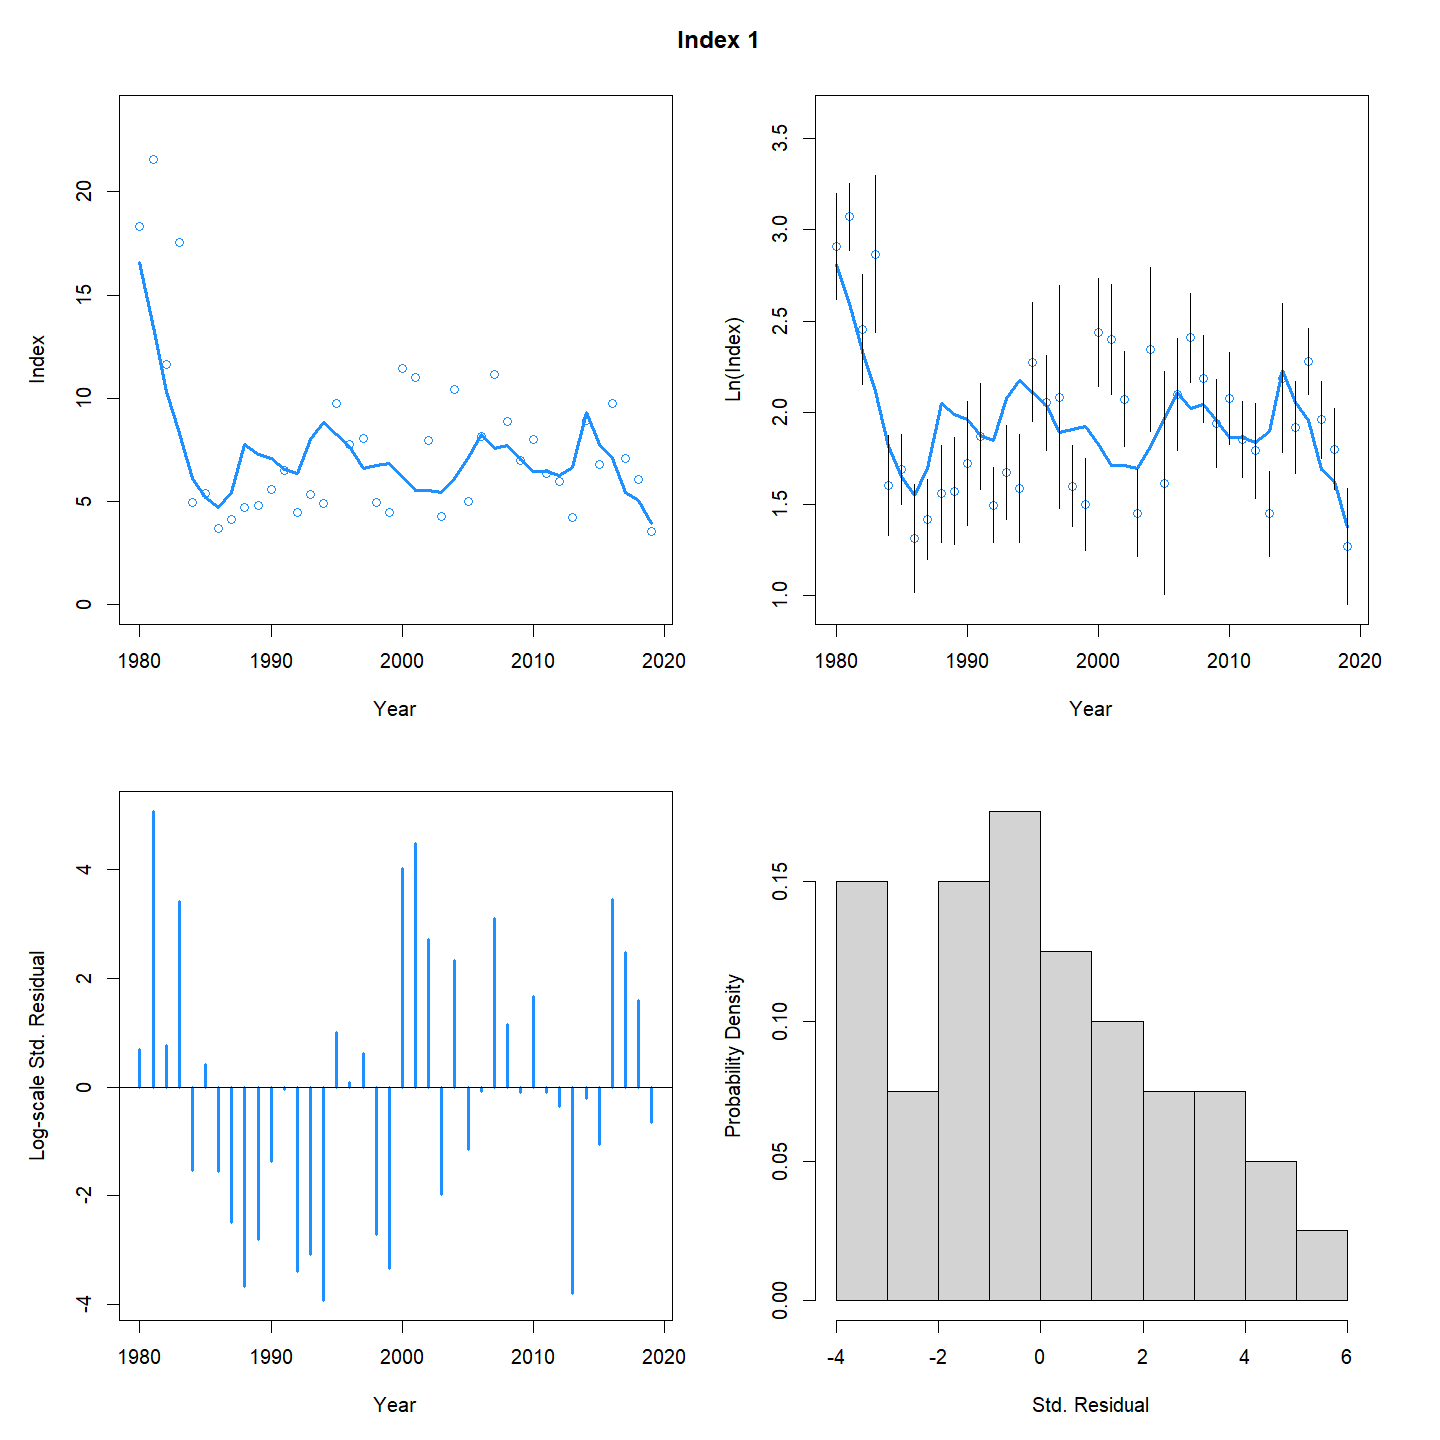 Index 1
Index
20
15
10
5
0
1980 1990 2000 2010 2020
Year
Ln(Index)
3.5
3.0
2.5
2.0
1.5
1.0
1980 1990 2000 2010 2020
Year
Log-scale Std. Residual
4
2
0
-2
-4
1980 1990 2000 2010 2020
Year
Probability Density
0.15
0.10
0.05
0.00
-4 -2 0 2 4 6
Std. Residual